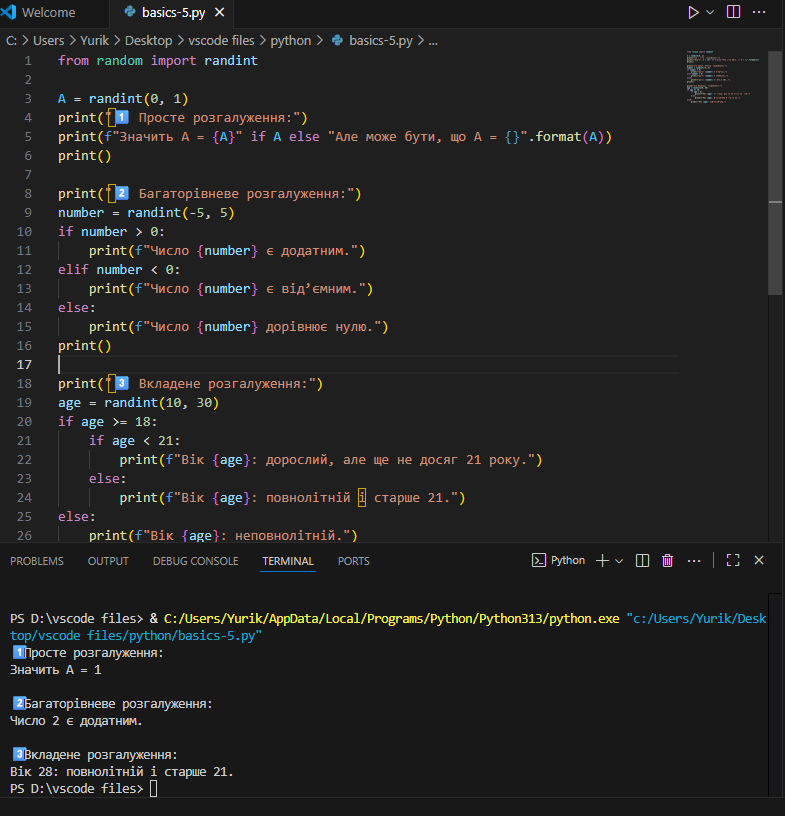 Welcome basics-5.py
C: > Users > Yurik > Desktop > vscode files > python > basics-5.py > ...
1 from random import randint
2
3 A = randint(0, 1)
4 print("1️⃣ Просте розгалуження:")
5 print(f"Значить A = {A}" if A else "Але може бути, що A = {}".format(A))
6 print()
7
8 print("2️⃣ Багаторівневе розгалуження:")
9 number = randint(-5, 5)
10 if number > 0:
11     print(f"Число {number} є додатним.")
12 elif number < 0:
13     print(f"Число {number} є від’ємним.")
14 else:
15     print(f"Число {number} дорівнює нулю.")
16 print()
17
18 print("3️⃣ Вкладене розгалуження:")
19 age = randint(10, 30)
20 if age >= 18:
21     if age < 21:
22         print(f"Вік {age}: дорослий, але ще не досяг 21 року.")
23     else:
24         print(f"Вік {age}: повнолітній і старше 21.")
25 else:
26     print(f"Вік {age}: неповнолітній.")
PROBLEMS OUTPUT DEBUG CONSOLE TERMINAL PORTS Python
PS D:\vscode files> & C:/Users/Yurik/AppData/Local/Programs/Python/Python313/python.exe "c:/Users/Yurik/Desk
top/vscode files/python/basics-5.py"
1️⃣Просте розгалуження:
Значить A = 1
2️⃣Багаторівневе розгалуження:
Число 2 є додатним.
3️⃣Вкладене розгалуження:
Вік 28: повнолітній і старше 21.
PS D:\vscode files>